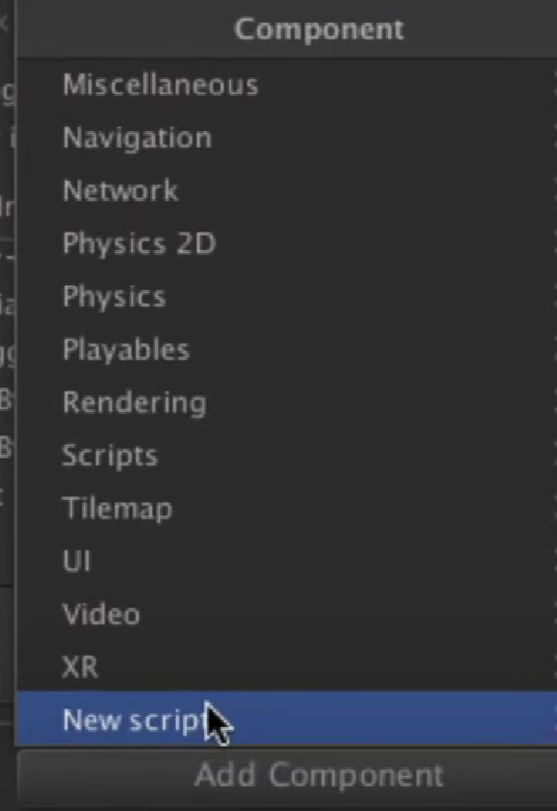 Component
Miscellaneous
Navigation
Network
Physics 2D
Physics
Playables
Rendering
Scripts
Tilemap
UI
Video
XR
New script
Add Component